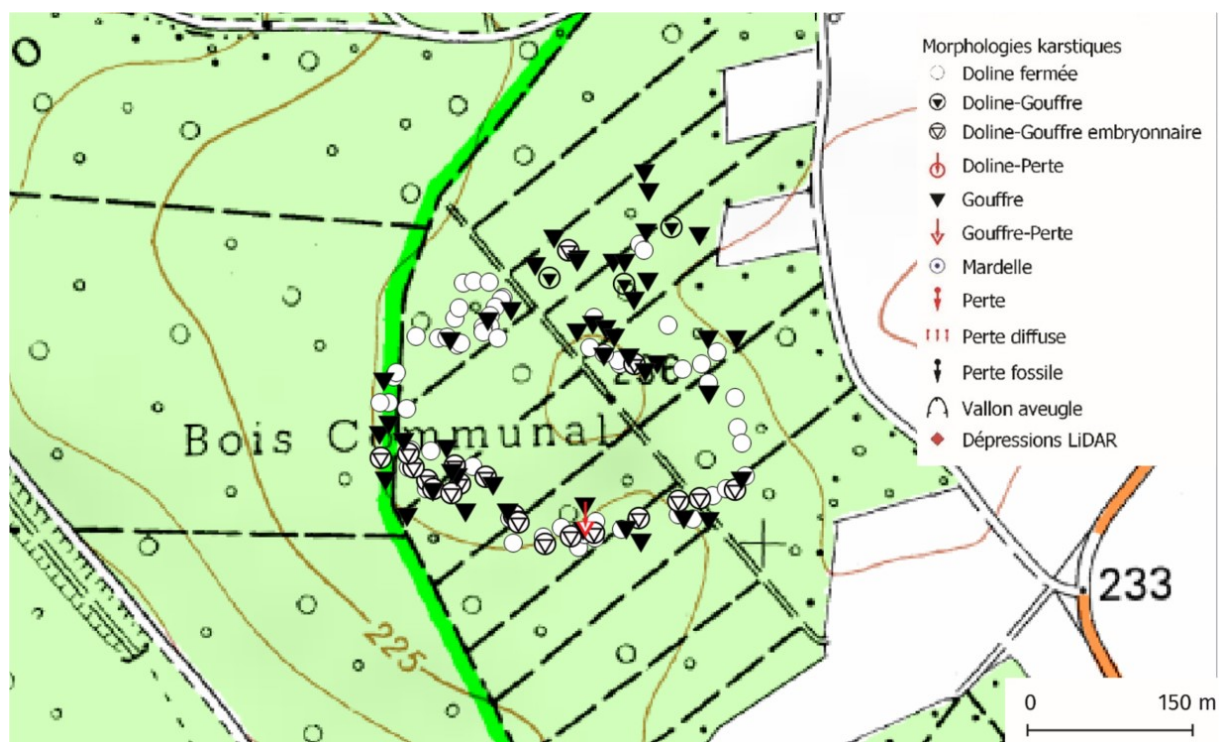 Morphologies karstiques
Doline fermée
Doline-Gouffre
Doline-Gouffre embryonnaire
Doline-Perte
Gouffre
Gouffre-Perte
Mardelle
Perte
Perte diffuse
Perte fossile
Vallon aveugle
Dépressions LiDAR
Bois Communal
225
233
0 150 m